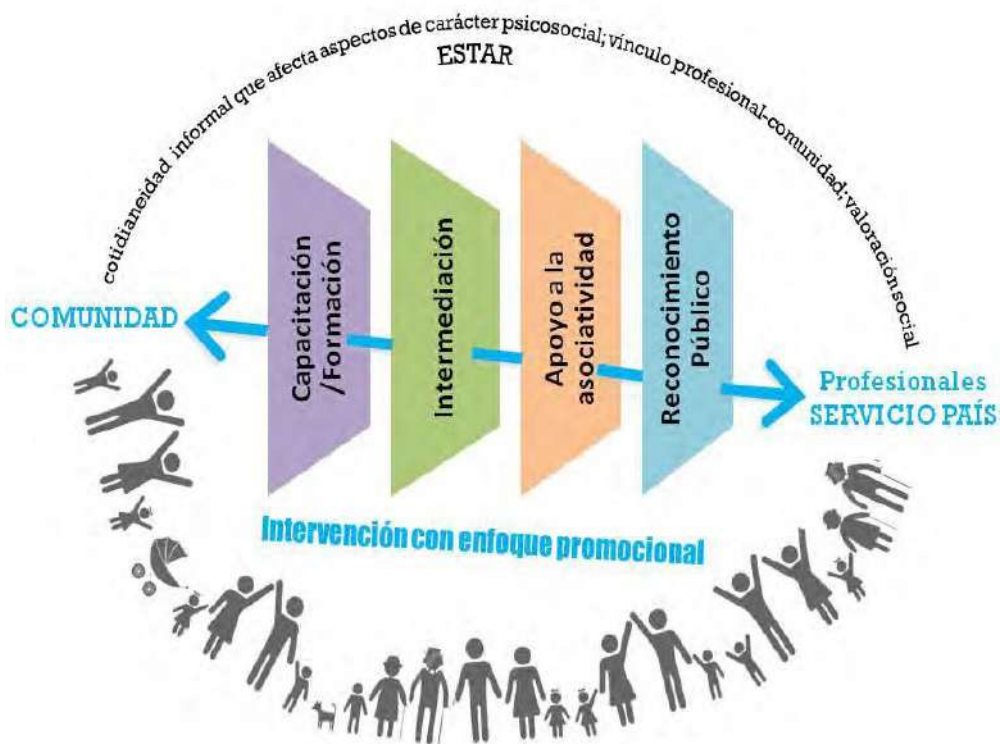 cotidianeidad informal que afecta aspectos de carácter psicosocial; vínculo profesional-comunidad; valoración social
ESTAR
COMUNIDAD
Capacitación
/Formación
Intermediación
Apoyo a la
asociatividad
Reconocimiento
Público
Profesionales
SERVICIO PAÍS
Intervención con enfoque promocional